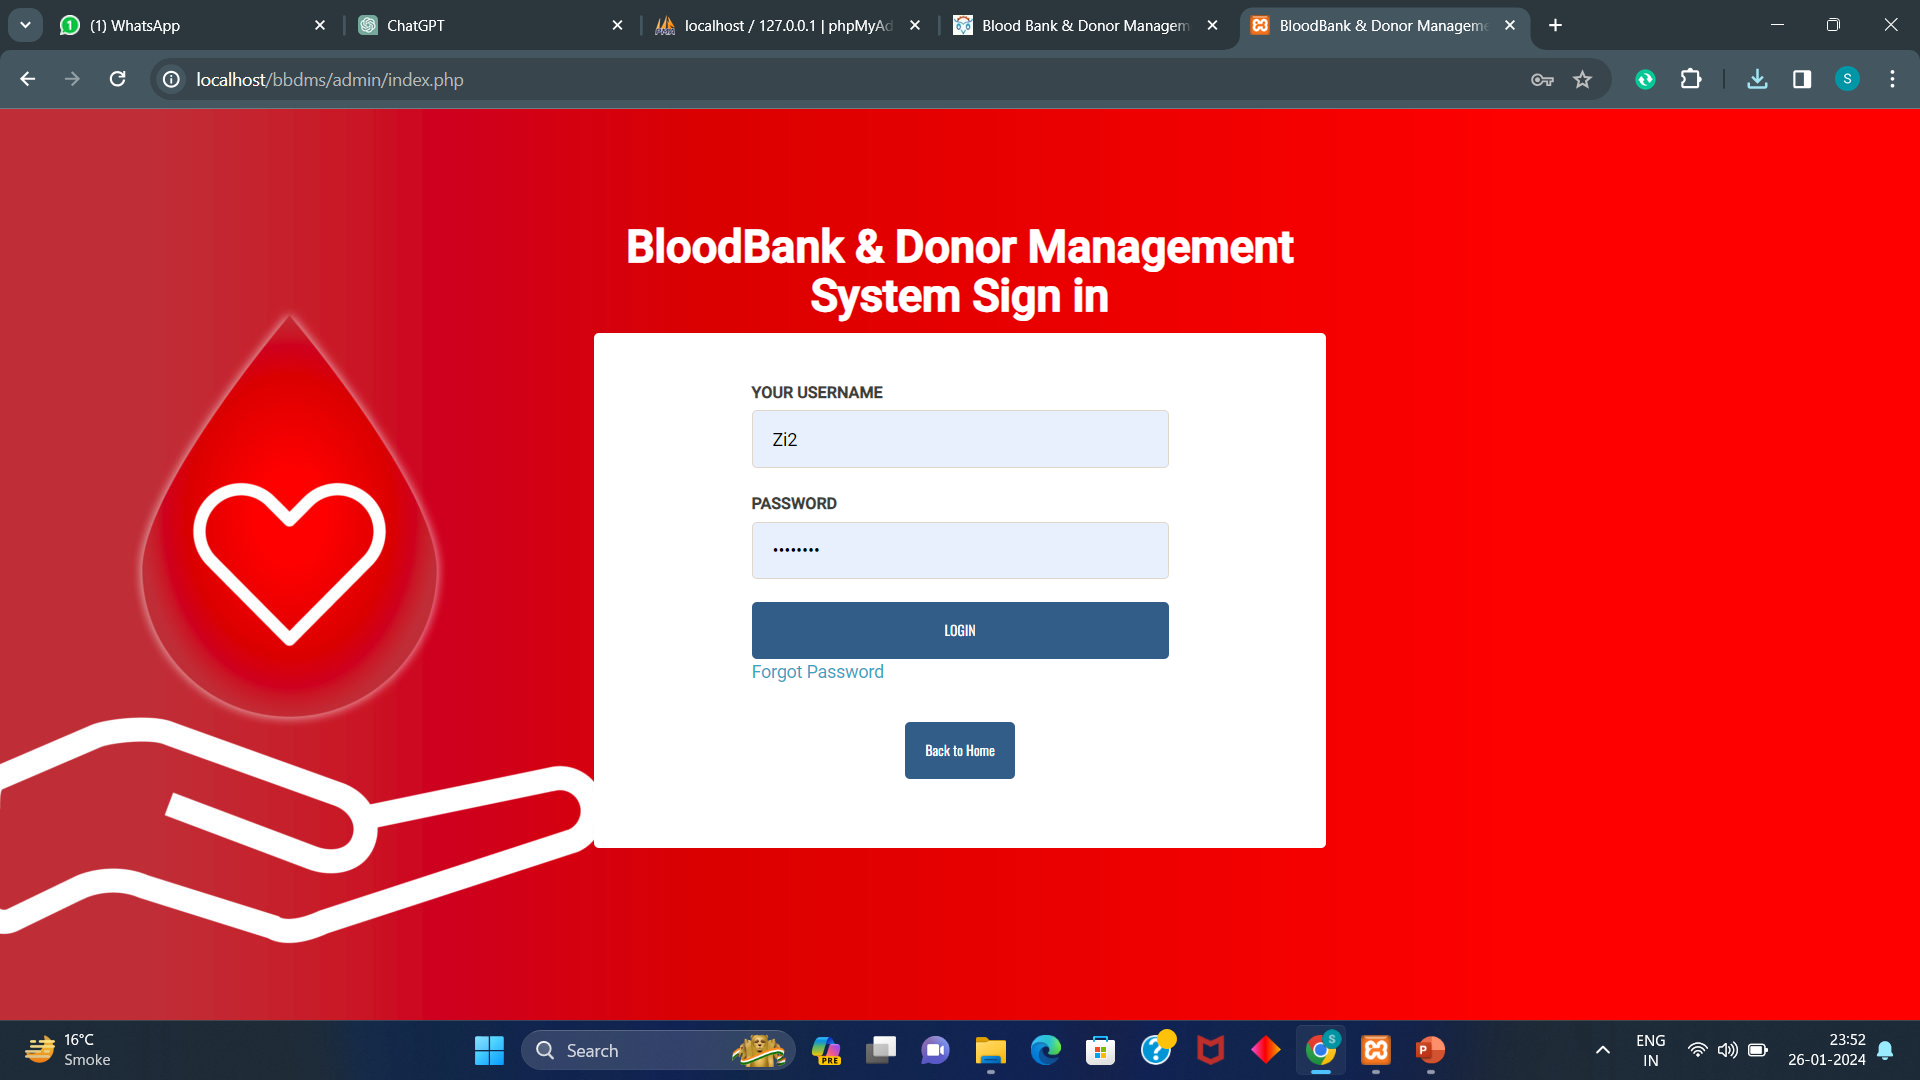 (1) WhatsApp
ChatGPT
localhost / 127.0.0.1 | phpMyAd
Blood Bank & Donor Managem
BloodBank & Donor Manageme
localhost/bbdms/admin/index.php
S
BloodBank & Donor Management
System Sign in
YOUR USERNAME
Zi2
PASSWORD
••••••••
LOGIN
Forgot Password
Back to Home
16°C
Smoke
Search
PRE
S
P
ENG
IN
23:52
26-01-2024